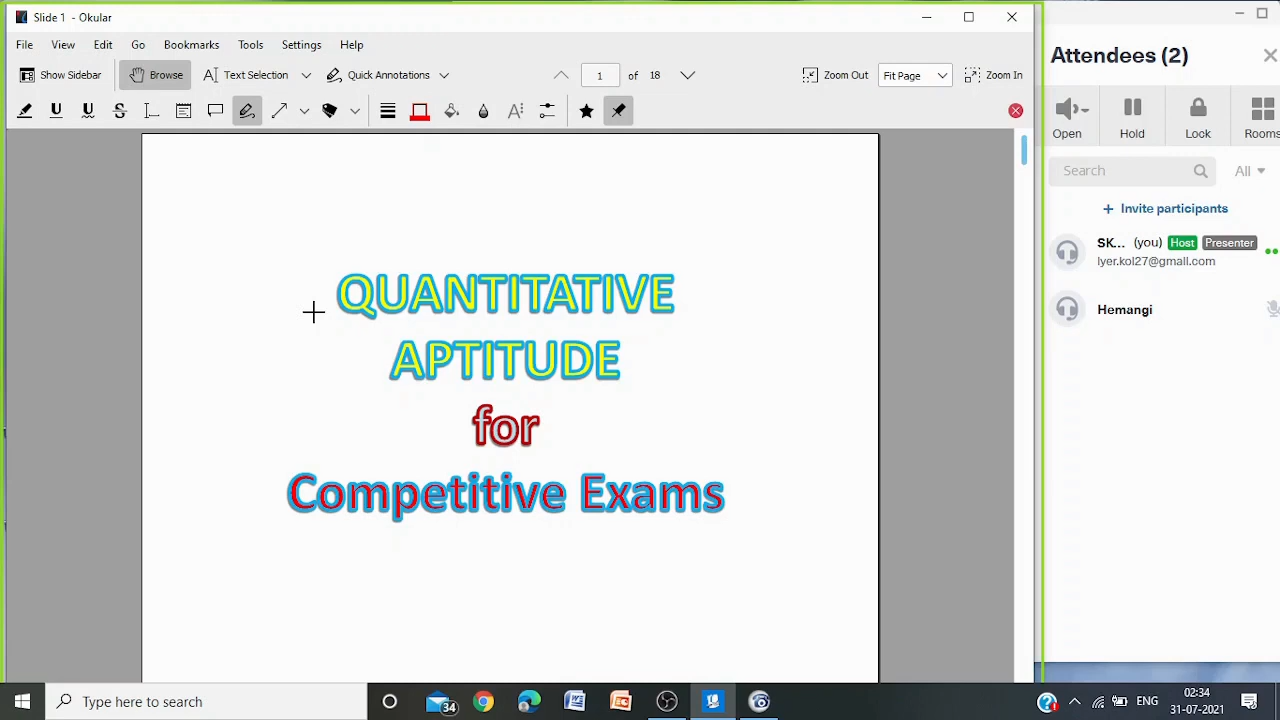 Slide 1 - Okular
File View Edit Go Bookmarks Tools Settings Help
Show Sidebar Browse Text Selection Quick Annotations 1 of 18 Zoom Out Fit Page Zoom In
QUANTITATIVE
APTITUDE
for
Competitive Exams
Attendees (2)
Open Hold Lock Rooms
Search All
+ Invite participants
SK... (you) Host Presenter
lyer.kol27@gmail.com
Hemangi
Type here to search
34
ENG
02:34
31-07-2021